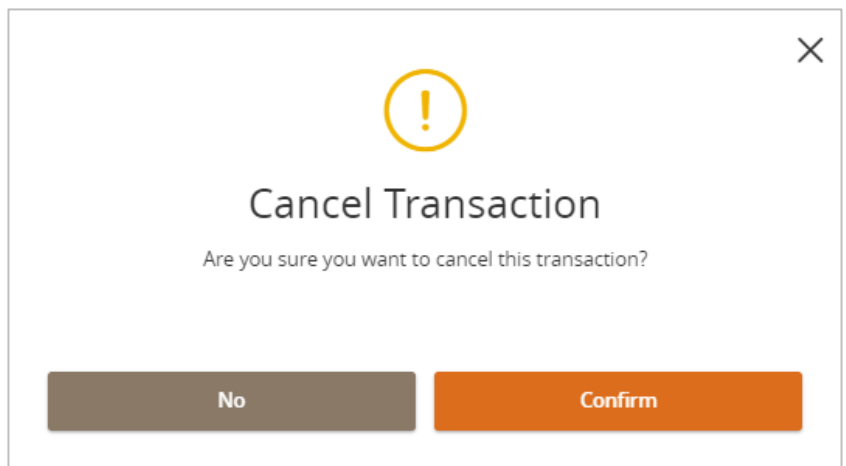 Cancel Transaction
Are you sure you want to cancel this transaction?
No
Confirm